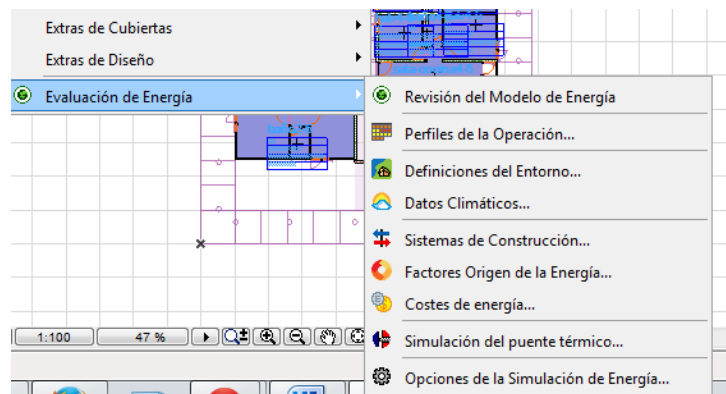 Extras de Cubiertas
Extras de Diseño
Evaluación de Energía
Revisión del Modelo de Energía
Perfiles de la Operación...
Definiciones del Entorno...
Datos Climáticos...
Sistemas de Construcción...
Factores Origen de la Energía...
Costes de energía...
Simulación del puente térmico...
Opciones de la Simulación de Energía...
1:100
47 %